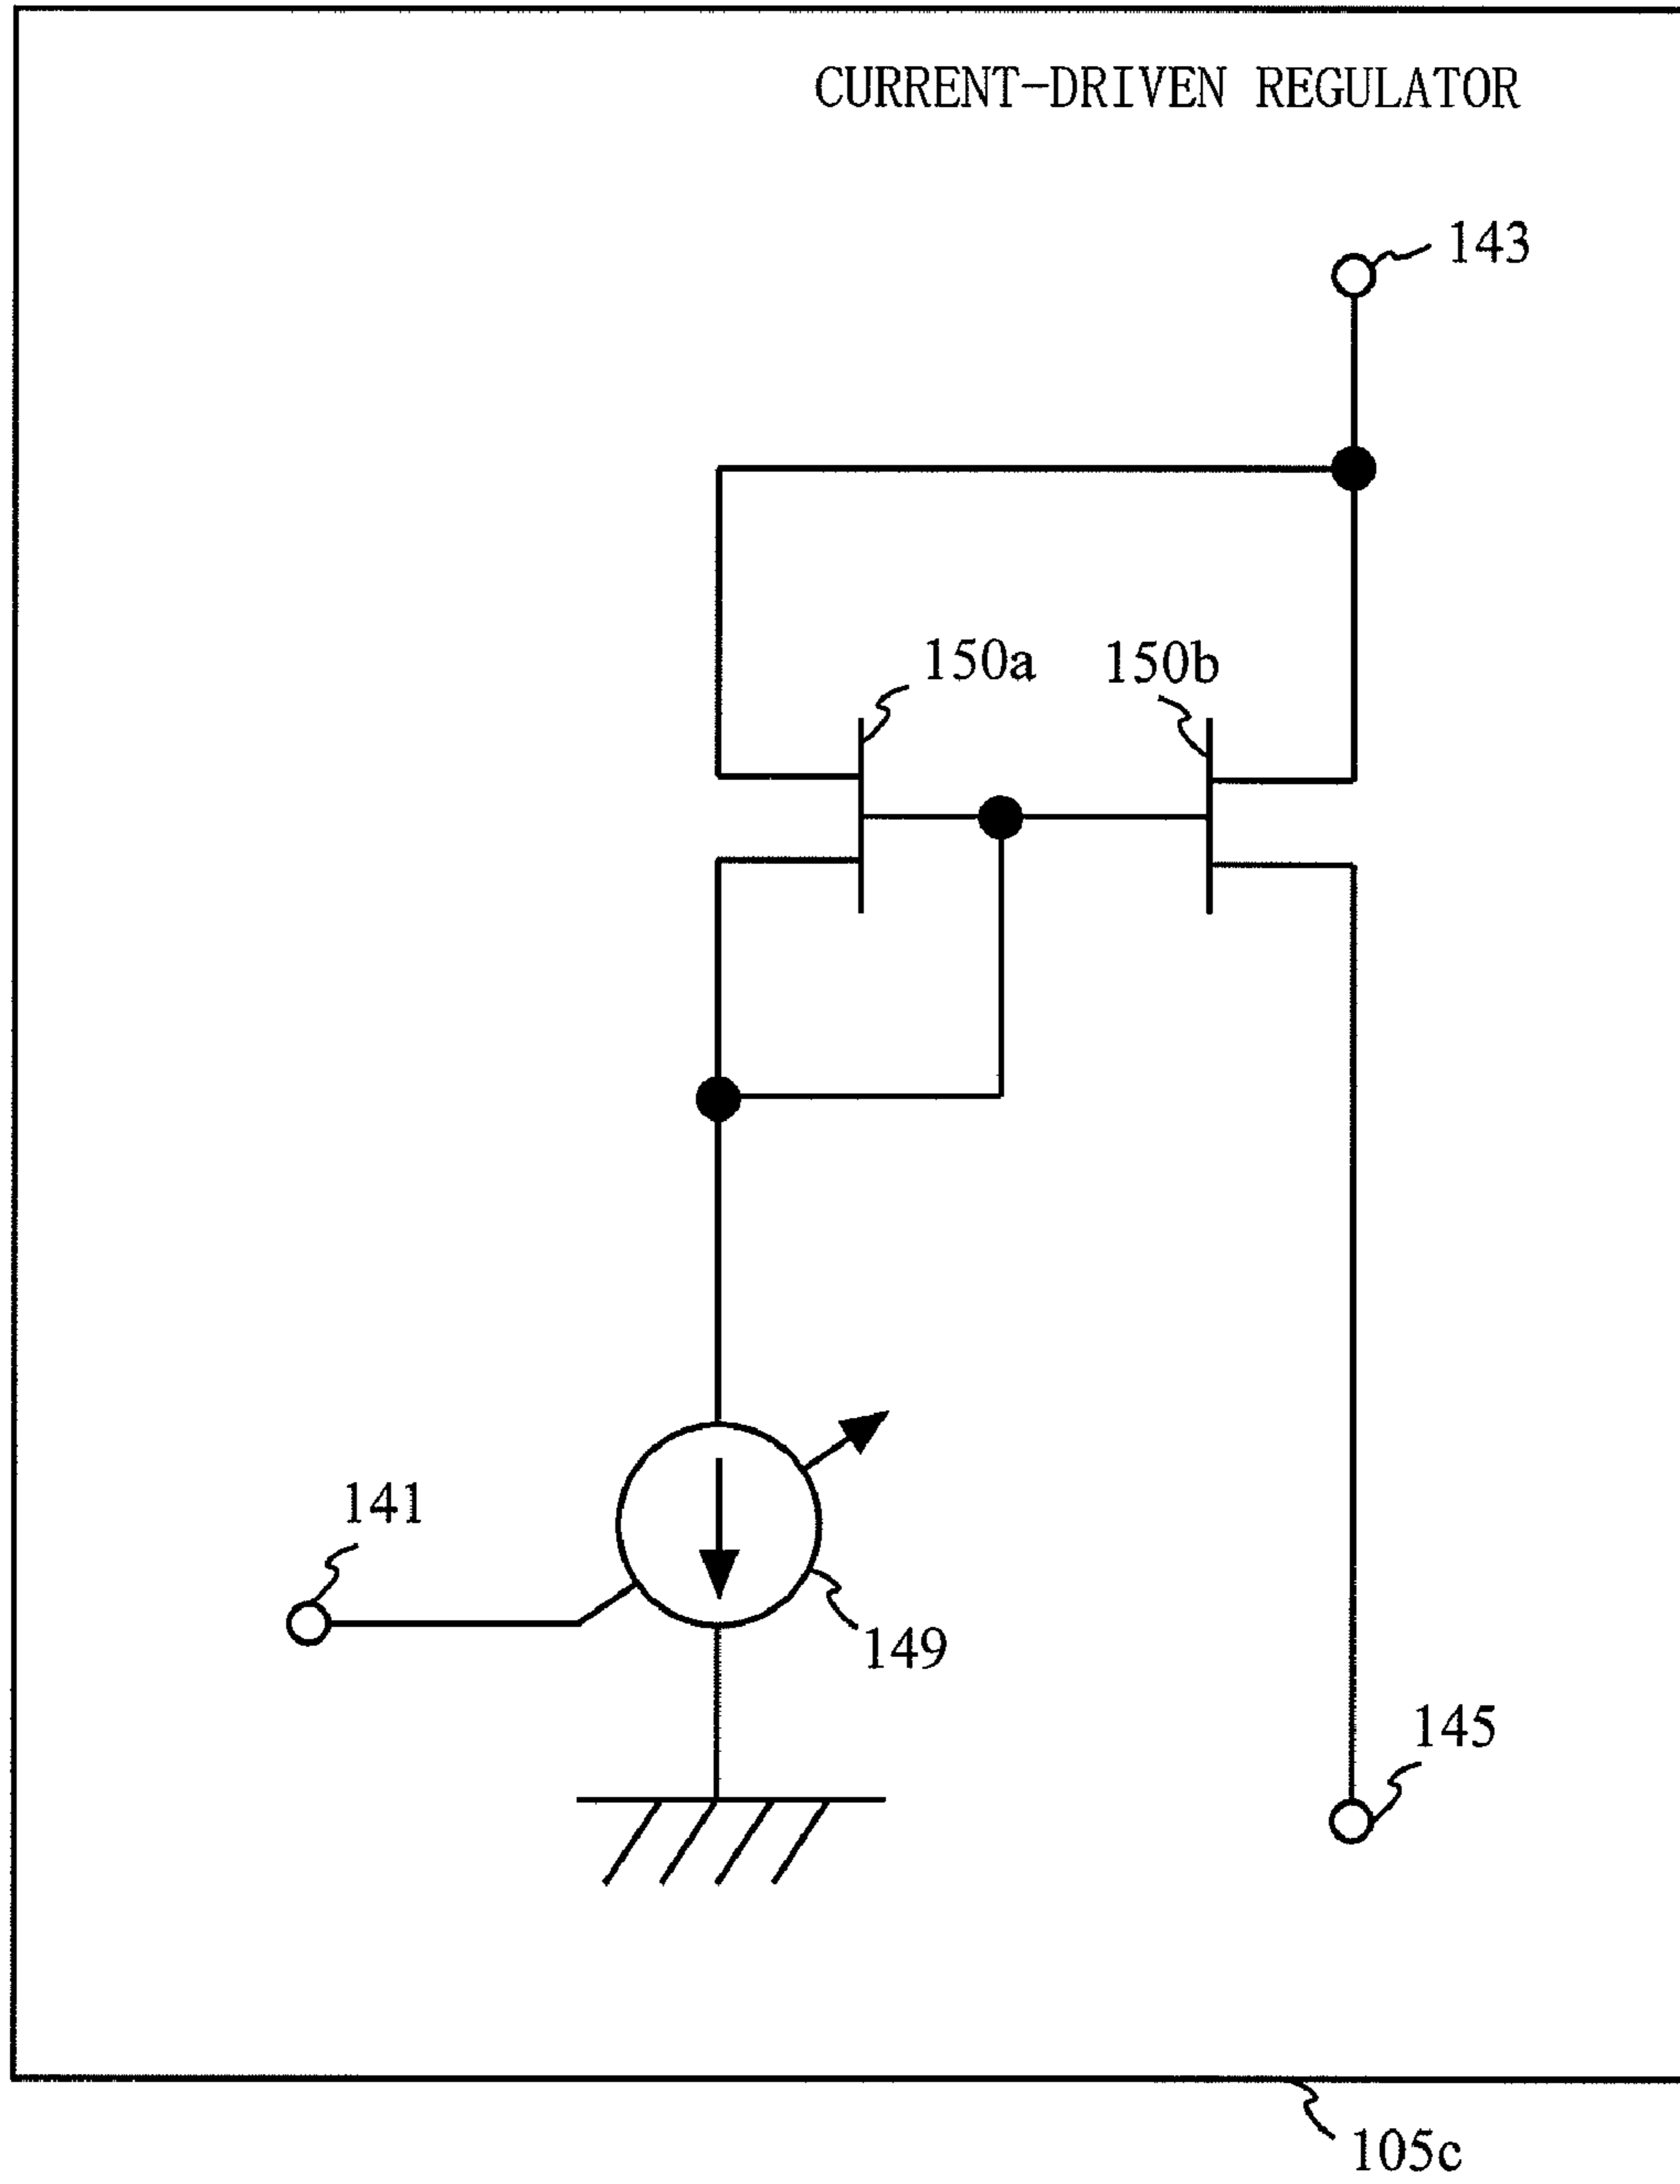 CURRENT-DRIVEN REGULATOR
143
150a 150b
141
149
145
105c